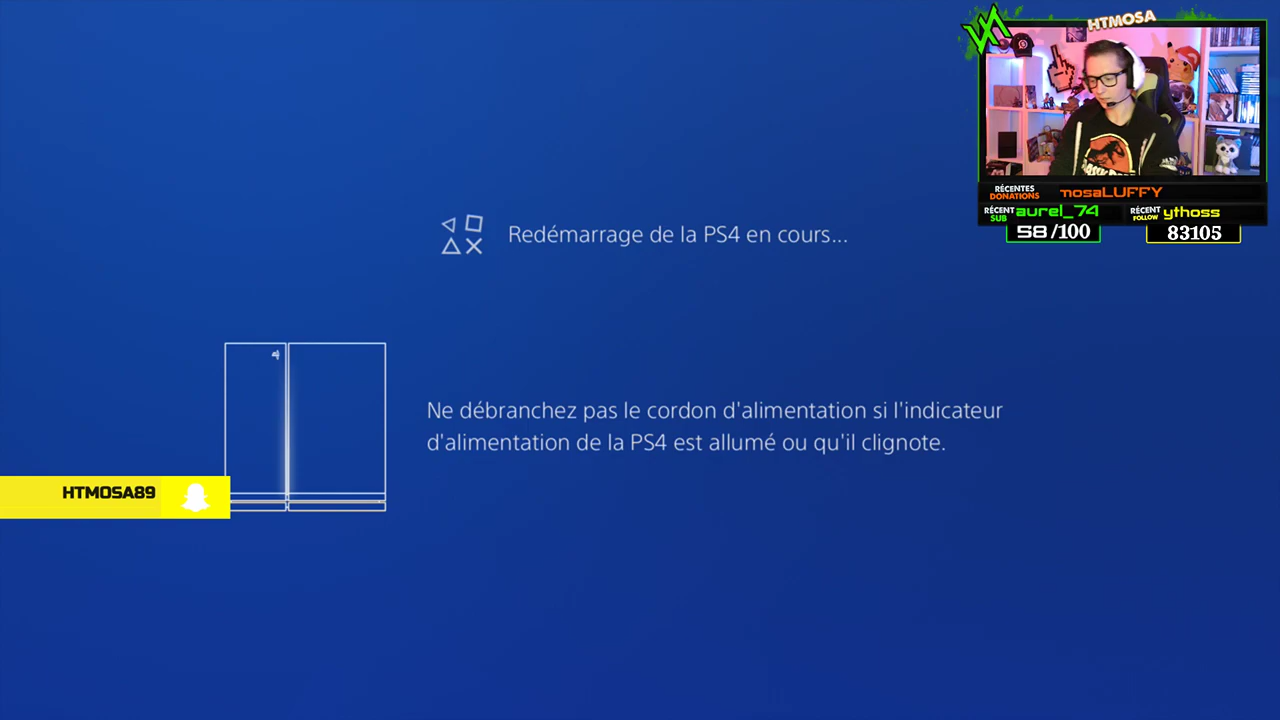 HTMOSA
RÉCENTES
DONATIONS
nosaLUFFY
RÉCENT
SUB
aurel_74
RÉCENT
FOLLOW
ythoss
58/100
83105
Redémarrage de la PS4 en cours...
Ne débranchez pas le cordon d'alimentation si l'indicateur
d'alimentation de la PS4 est allumé ou qu'il clignote.
HTMOSA89